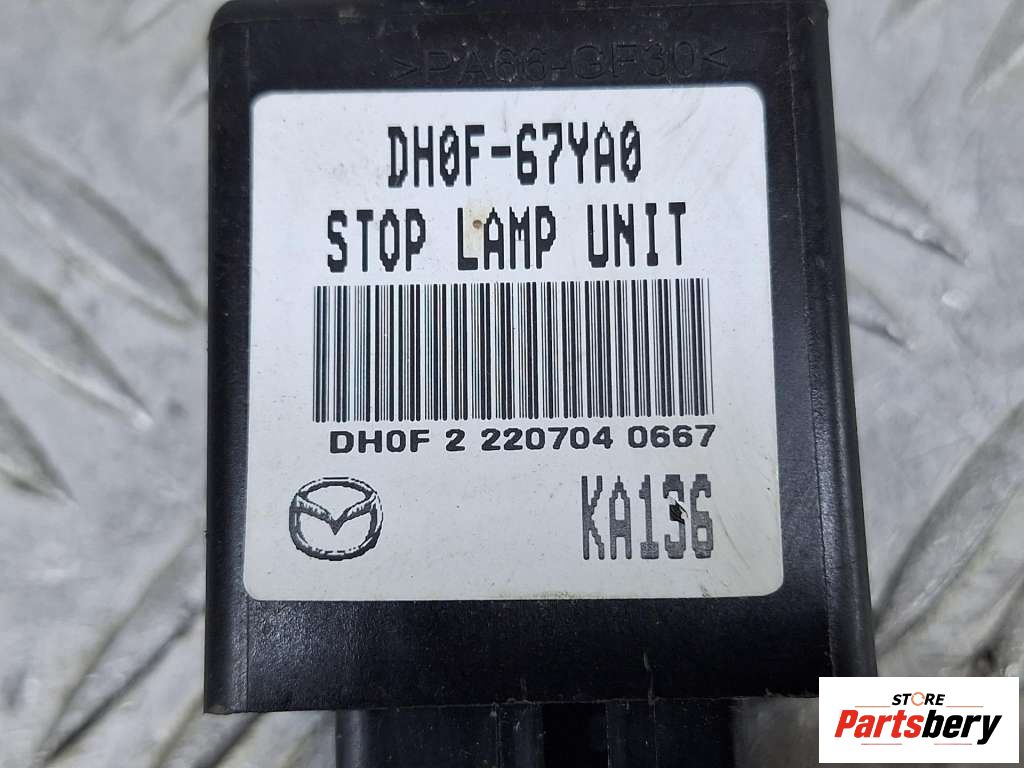 >PA66-GF30<
DH0F-67YA0
STOP LAMP UNIT
DH0F 2 220704 0667
KA136
STORE
Partsbery